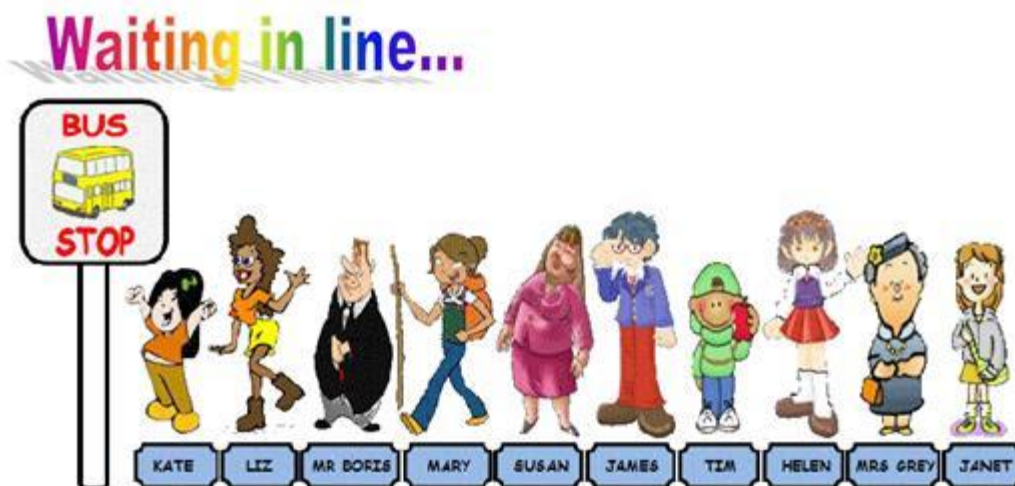 Waiting in line...
BUS
STOP
KATE LIZ MR BORIS MARY SUSAN JAMES TIM HELEN MRS GREY JANET